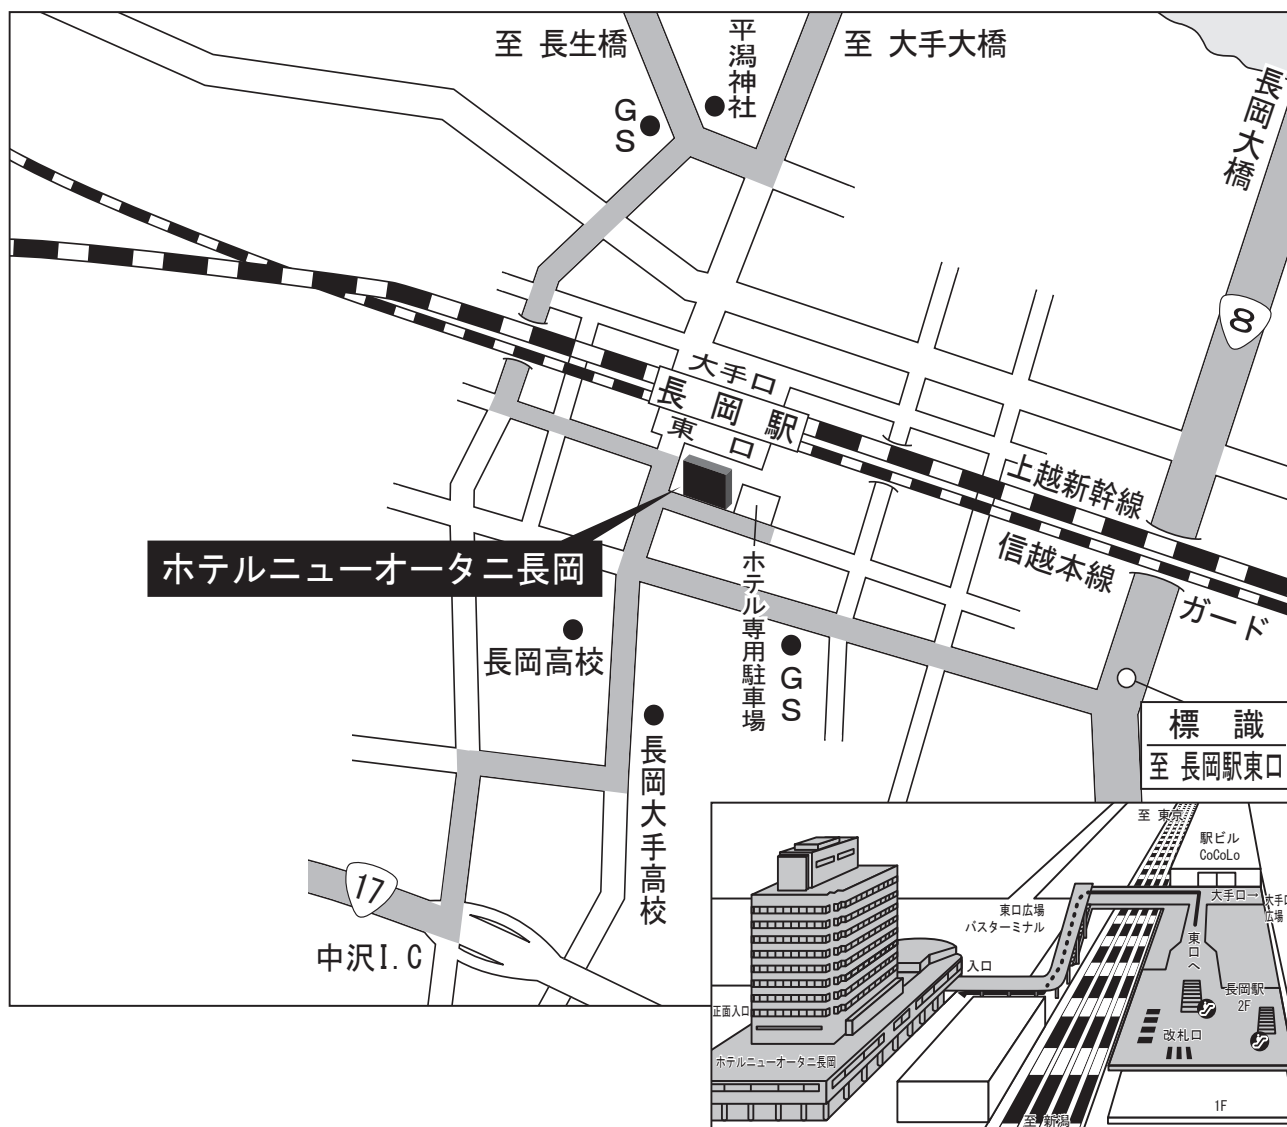 至 長生橋
平潟神社
至 大手大橋
長岡大橋
GS
8
大手口
長岡駅
東口
上越新幹線
信越本線
ガード
ホテルニューオータニ長岡
ホテル専用駐車場
長岡高校
GS
長岡大手高校
標識
至 長岡駅東口
17
中沢I.C
至 東京
駅ビル
CoCoLo
大手口→
大手口
広場
東口広場
バスターミナル
東口へ
入口
長岡駅
2F
正面入口
改札口
ホテルニューオータニ長岡
1F
至 新潟